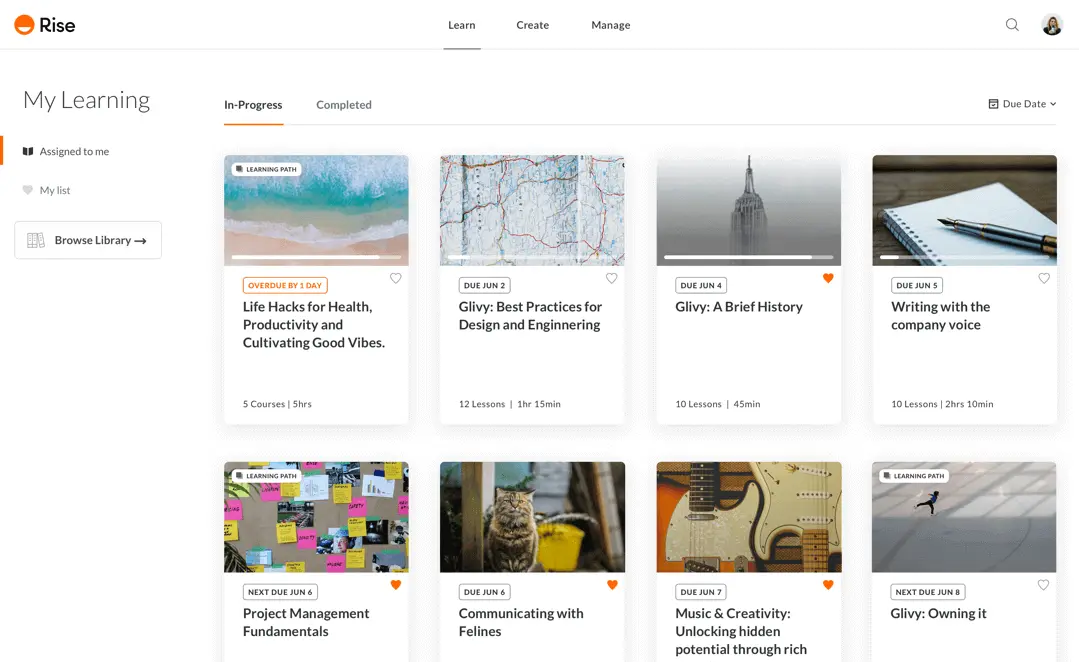 Rise
Learn
Create
Manage
My Learning
In-Progress
Completed
Due Date
Assigned to me
My list
Browse Library
LEARNING PATH
OVERDUE BY 1 DAY
Life Hacks for Health,
Productivity and
Cultivating Good Vibes.
5 Courses | 5hrs
DUE JUN 2
Glivy: Best Practices for
Design and Enginnering
12 Lessons | 1hr 15min
DUE JUN 4
Glivy: A Brief History
10 Lessons | 45min
DUE JUN 5
Writing with the
company voice
10 Lessons | 2hrs 10min
LEARNING PATH
NEXT DUE JUN 6
Project Management
Fundamentals
DUE JUN 6
Communicating with
Felines
DUE JUN 7
Music & Creativity:
Unlocking hidden
potential through rich
LEARNING PATH
NEXT DUE JUN 8
Glivy: Owning it